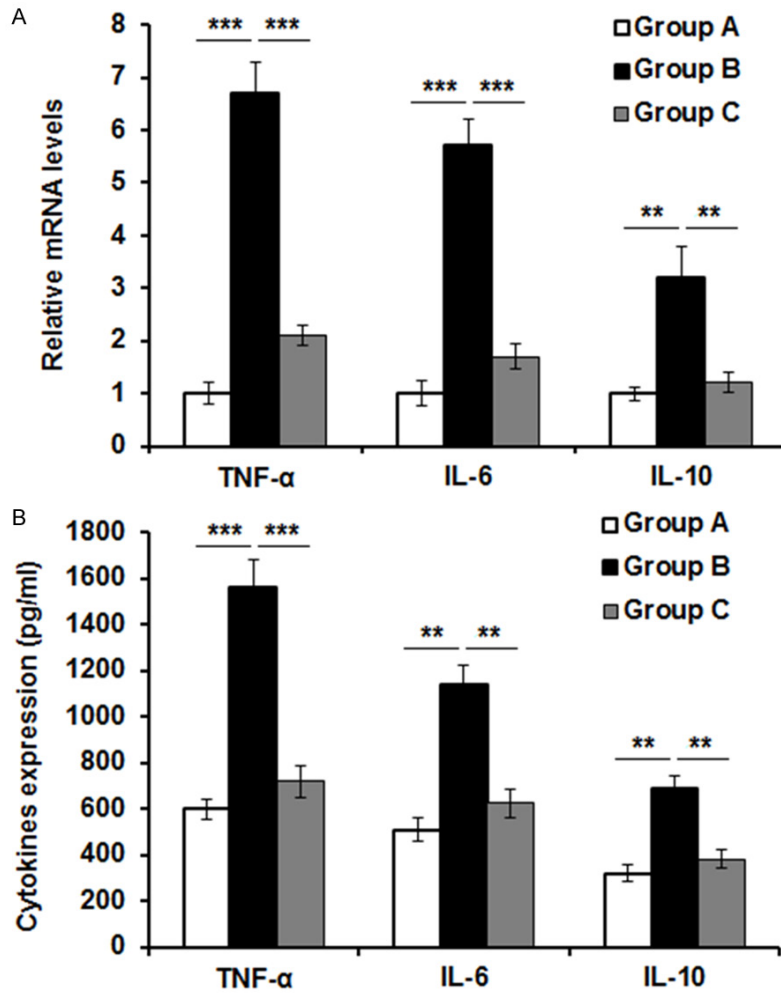 A
Relative mRNA levels
8
7
6
5
4
3
2
1
0
*** ***
*** ***
** **
Group A
Group B
Group C
TNF-α IL-6 IL-10
B
Cytokines expression (pg/ml)
1800
1600
1400
1200
1000
800
600
400
200
0
*** ***
** **
** **
Group A
Group B
Group C
TNF-α IL-6 IL-10